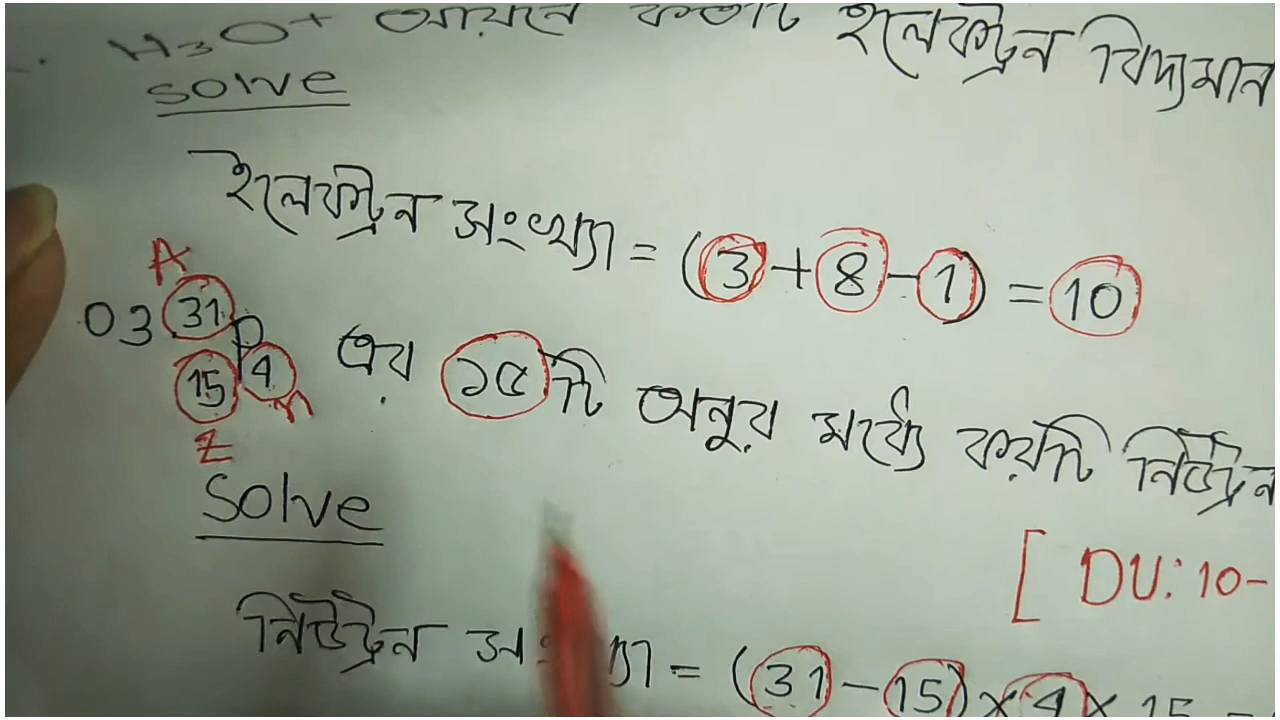 H3O+ আয়নে কতটি ইলেকট্রন বিদ্যমান
Solve
ইলেকট্রন সংখ্যা = (3+8-1) = 10
03 A 31 15 P 4 n Z এর ১৫টি অনুর মধ্যে কয়টি নিউট্রন
Solve
[ DU: 10-
নিউট্রন = (31-15)×4×15 =